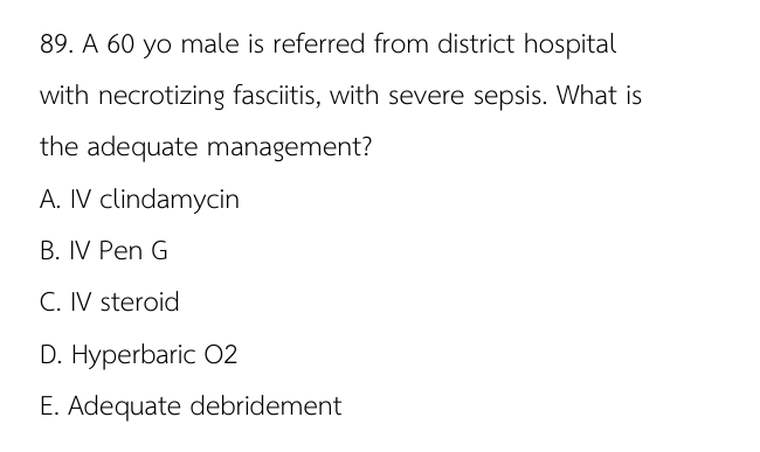 89. A 60 yo male is referred from district hospital
with necrotizing fasciitis, with severe sepsis. What is
the adequate management?
A. IV clindamycin
B. IV Pen G
C. IV steroid
D. Hyperbaric O2
E. Adequate debridement